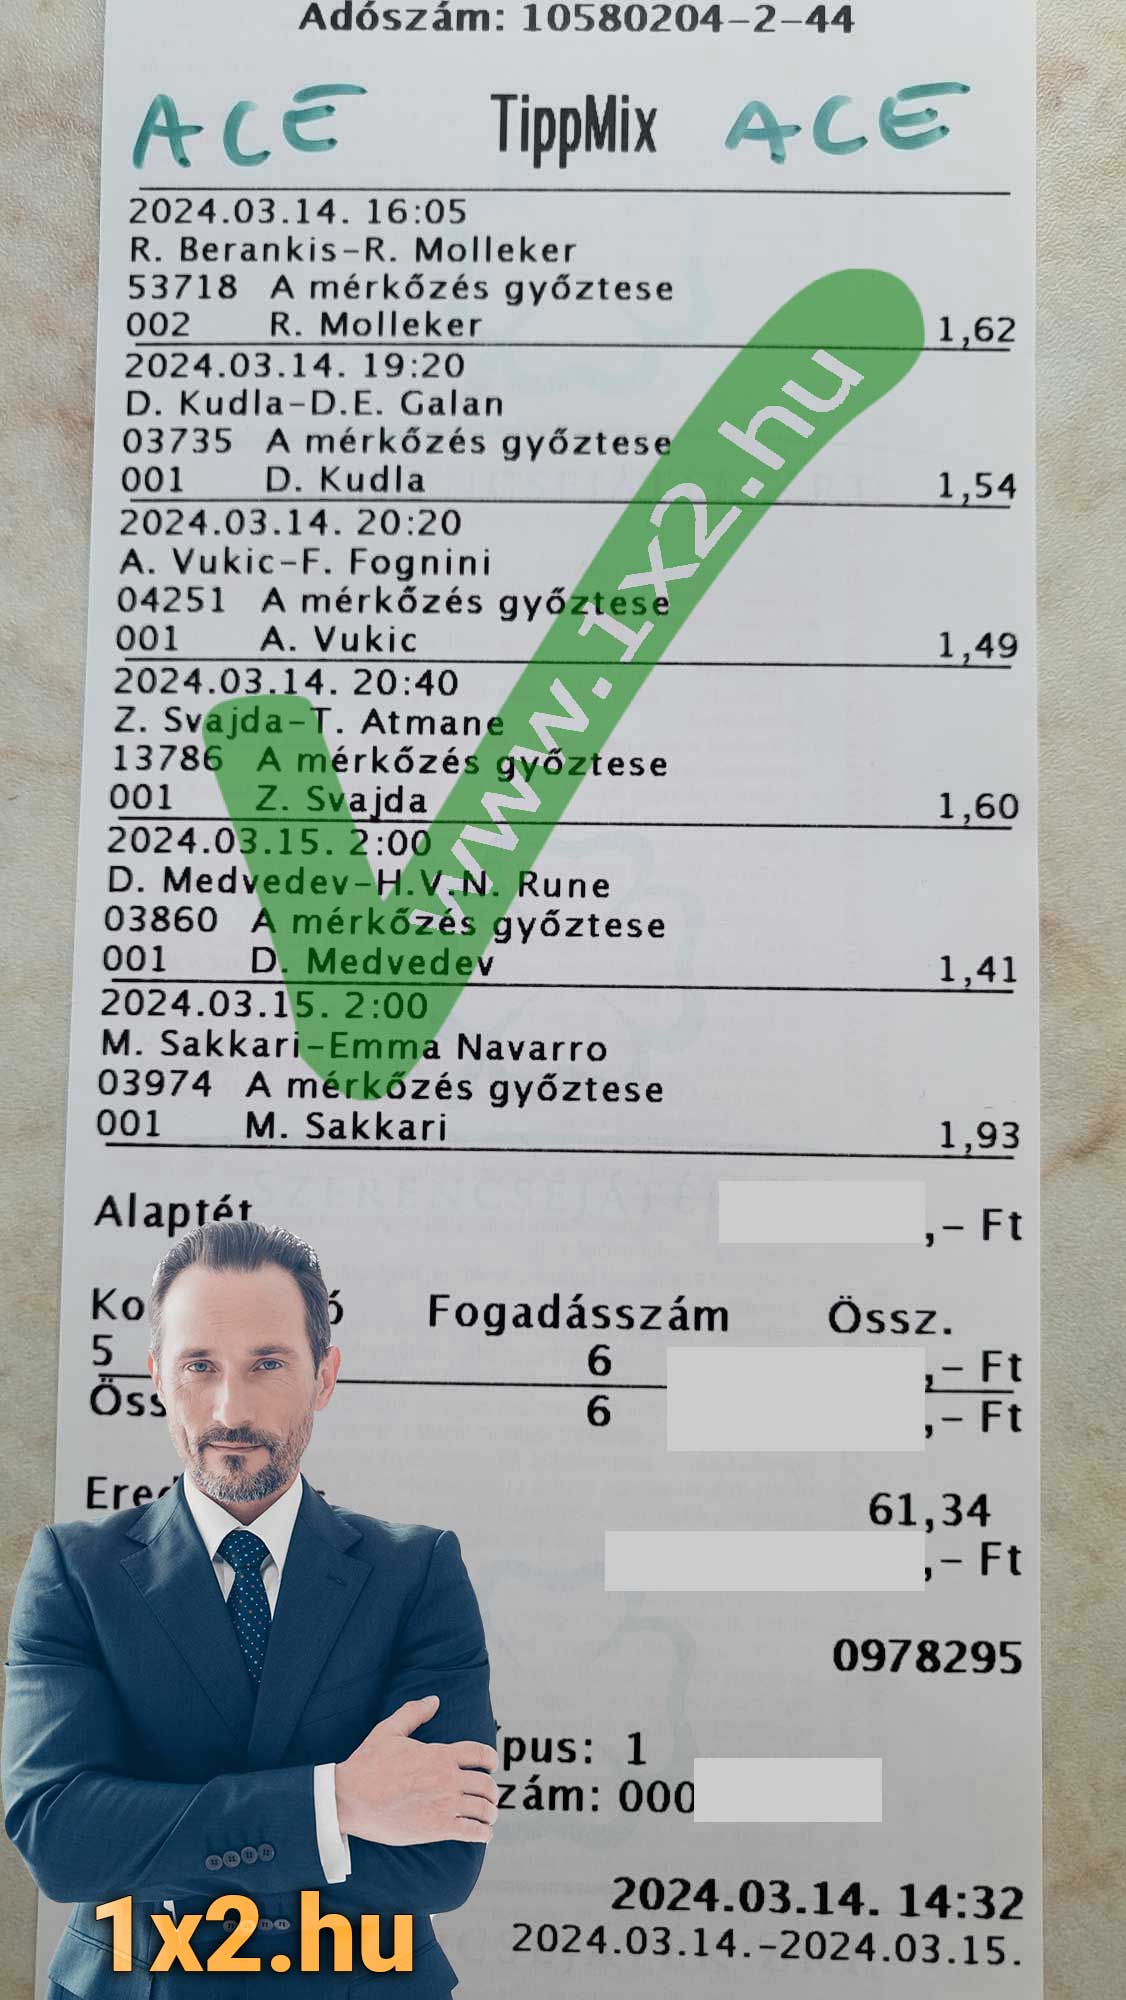 Adószám: 10580204-2-44
ACE TippMix ACE
2024.03.14. 16:05
R. Berankis-R. Molleker
53718 A mérkőzés győztese
002 R. Molleker 1,62
2024.03.14. 19:20
D. Kudla-D.E. Galan
03735 A mérkőzés győztese
001 D. Kudla 1,54
2024.03.14. 20:20
A. Vukic-F. Fognini
04251 A mérkőzés győztese
001 A. Vukic 1,49
2024.03.14. 20:40
Z. Svajda-T. Atmane
13786 A mérkőzés győztese
001 Z. Svajda 1,60
2024.03.15. 2:00
D. Medvedev-H.V.N. Rune
03860 A mérkőzés győztese
001 D. Medvedev 1,41
2024.03.15. 2:00
M. Sakkari-Emma Navarro
03974 A mérkőzés győztese
001 M. Sakkari 1,93
www.1x2.hu
SZERENCSEJÁTÉK
Alaptét ,- Ft
Fogadásszám Össz.
5 6 ,- Ft
6 ,- Ft
61,34
,- Ft
0978295
1
000
2024.03.14. 14:32
2024.03.14.-2024.03.15.
1x2.hu